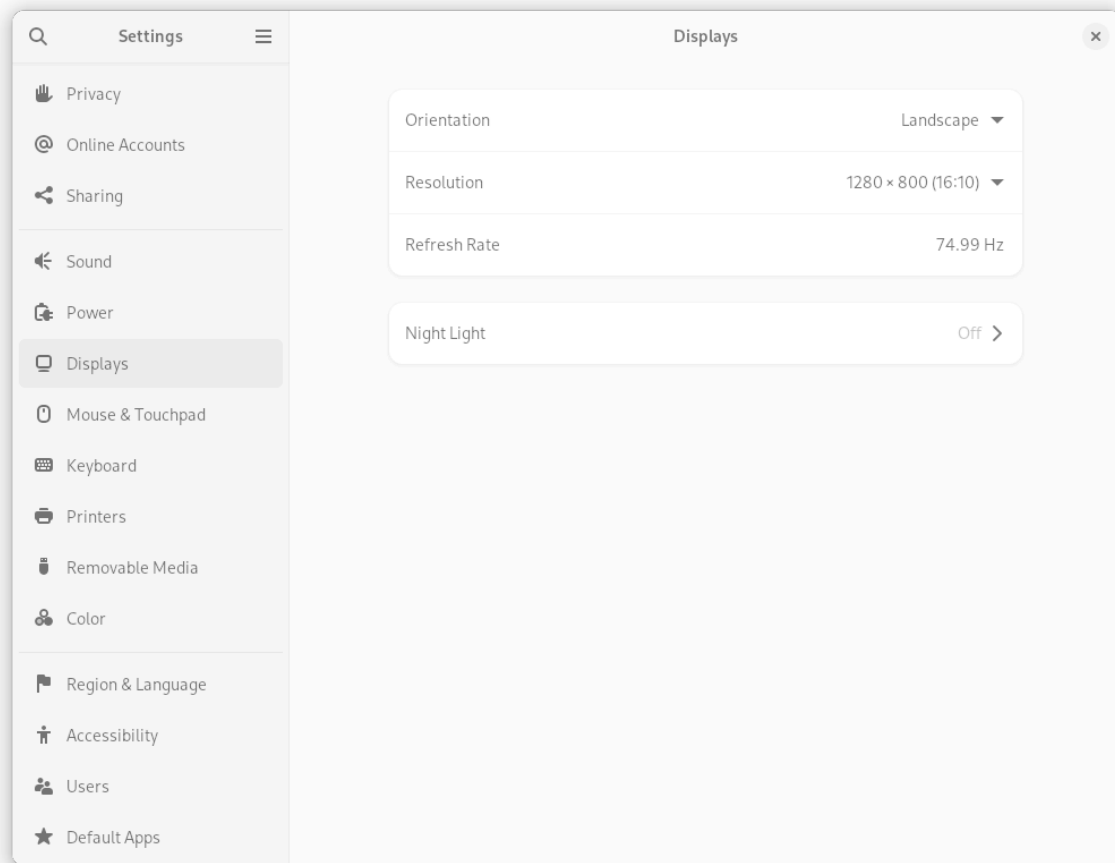 Settings
Privacy
Online Accounts
Sharing
Sound
Power
Displays
Mouse & Touchpad
Keyboard
Printers
Removable Media
Color
Region & Language
Accessibility
Users
Default Apps
Displays
Orientation Landscape
Resolution 1280 × 800 (16:10)
Refresh Rate 74.99 Hz
Night Light Off